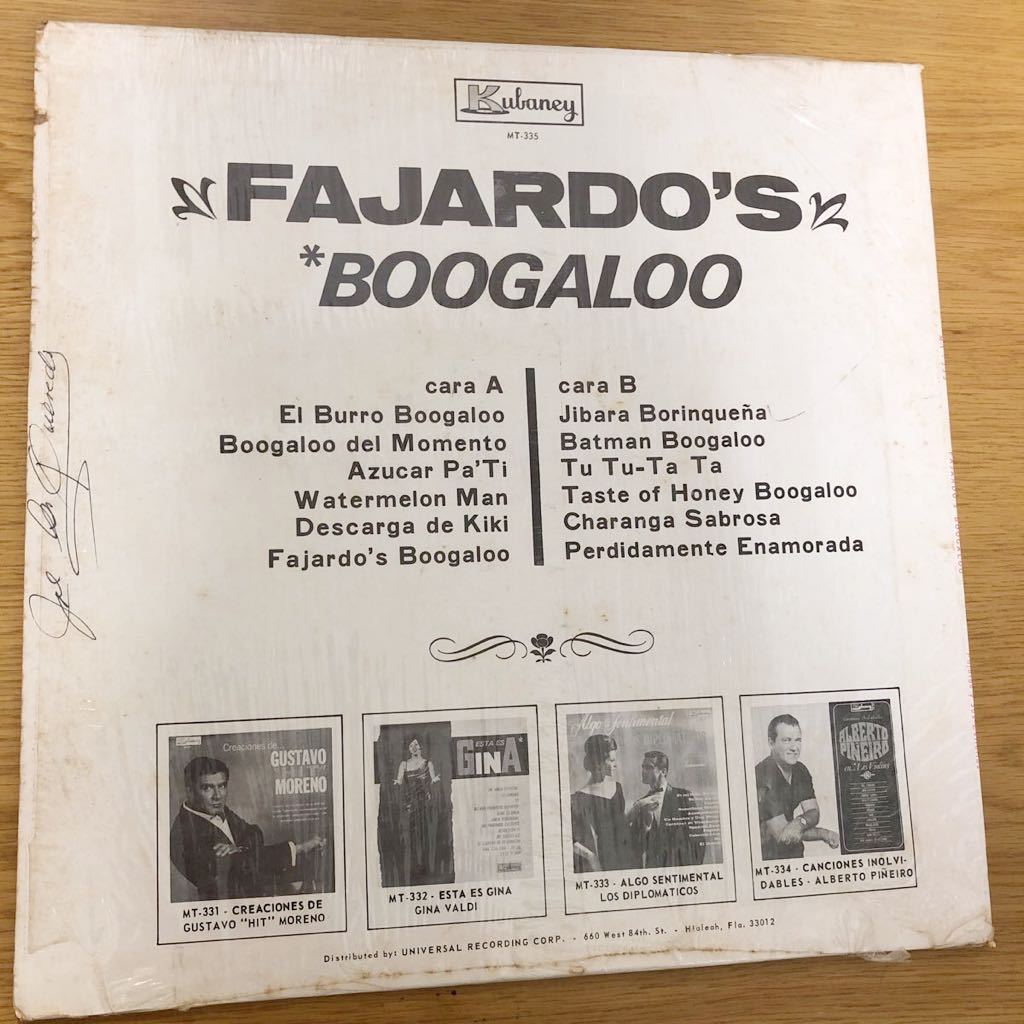 Kubaney
MT-335
FAJARDO'S
*BOOGALOO
cara A
El Burro Boogaloo
Boogaloo del Momento
Azucar Pa'Ti
Watermelon Man
Descarga de Kiki
Fajardo's Boogaloo
cara B
Jibara Borinqueña
Batman Boogaloo
Tu Tu-Ta Ta
Taste of Honey Boogaloo
Charanga Sabrosa
Perdidamente Enamorada
Creaciones de...
GUSTAVO
"HIT"
MORENO
MT-331 - CREACIONES DE
GUSTAVO "HIT" MORENO
ESTA ES
GINA*
MT-332 - ESTA ES GINA
GINA VALDI
Algo Sentimental
MT-333 - ALGO SENTIMENTAL
LOS DIPLOMATICOS
ALBERTO
PIÑEIRO
en... Los Violines
MT-334 - CANCIONES INOLVI-
DABLES - ALBERTO PIÑEIRO
Distributed by: UNIVERSAL RECORDING CORP. - 660 West 84th. St. - Hialeah, Fla. 33012